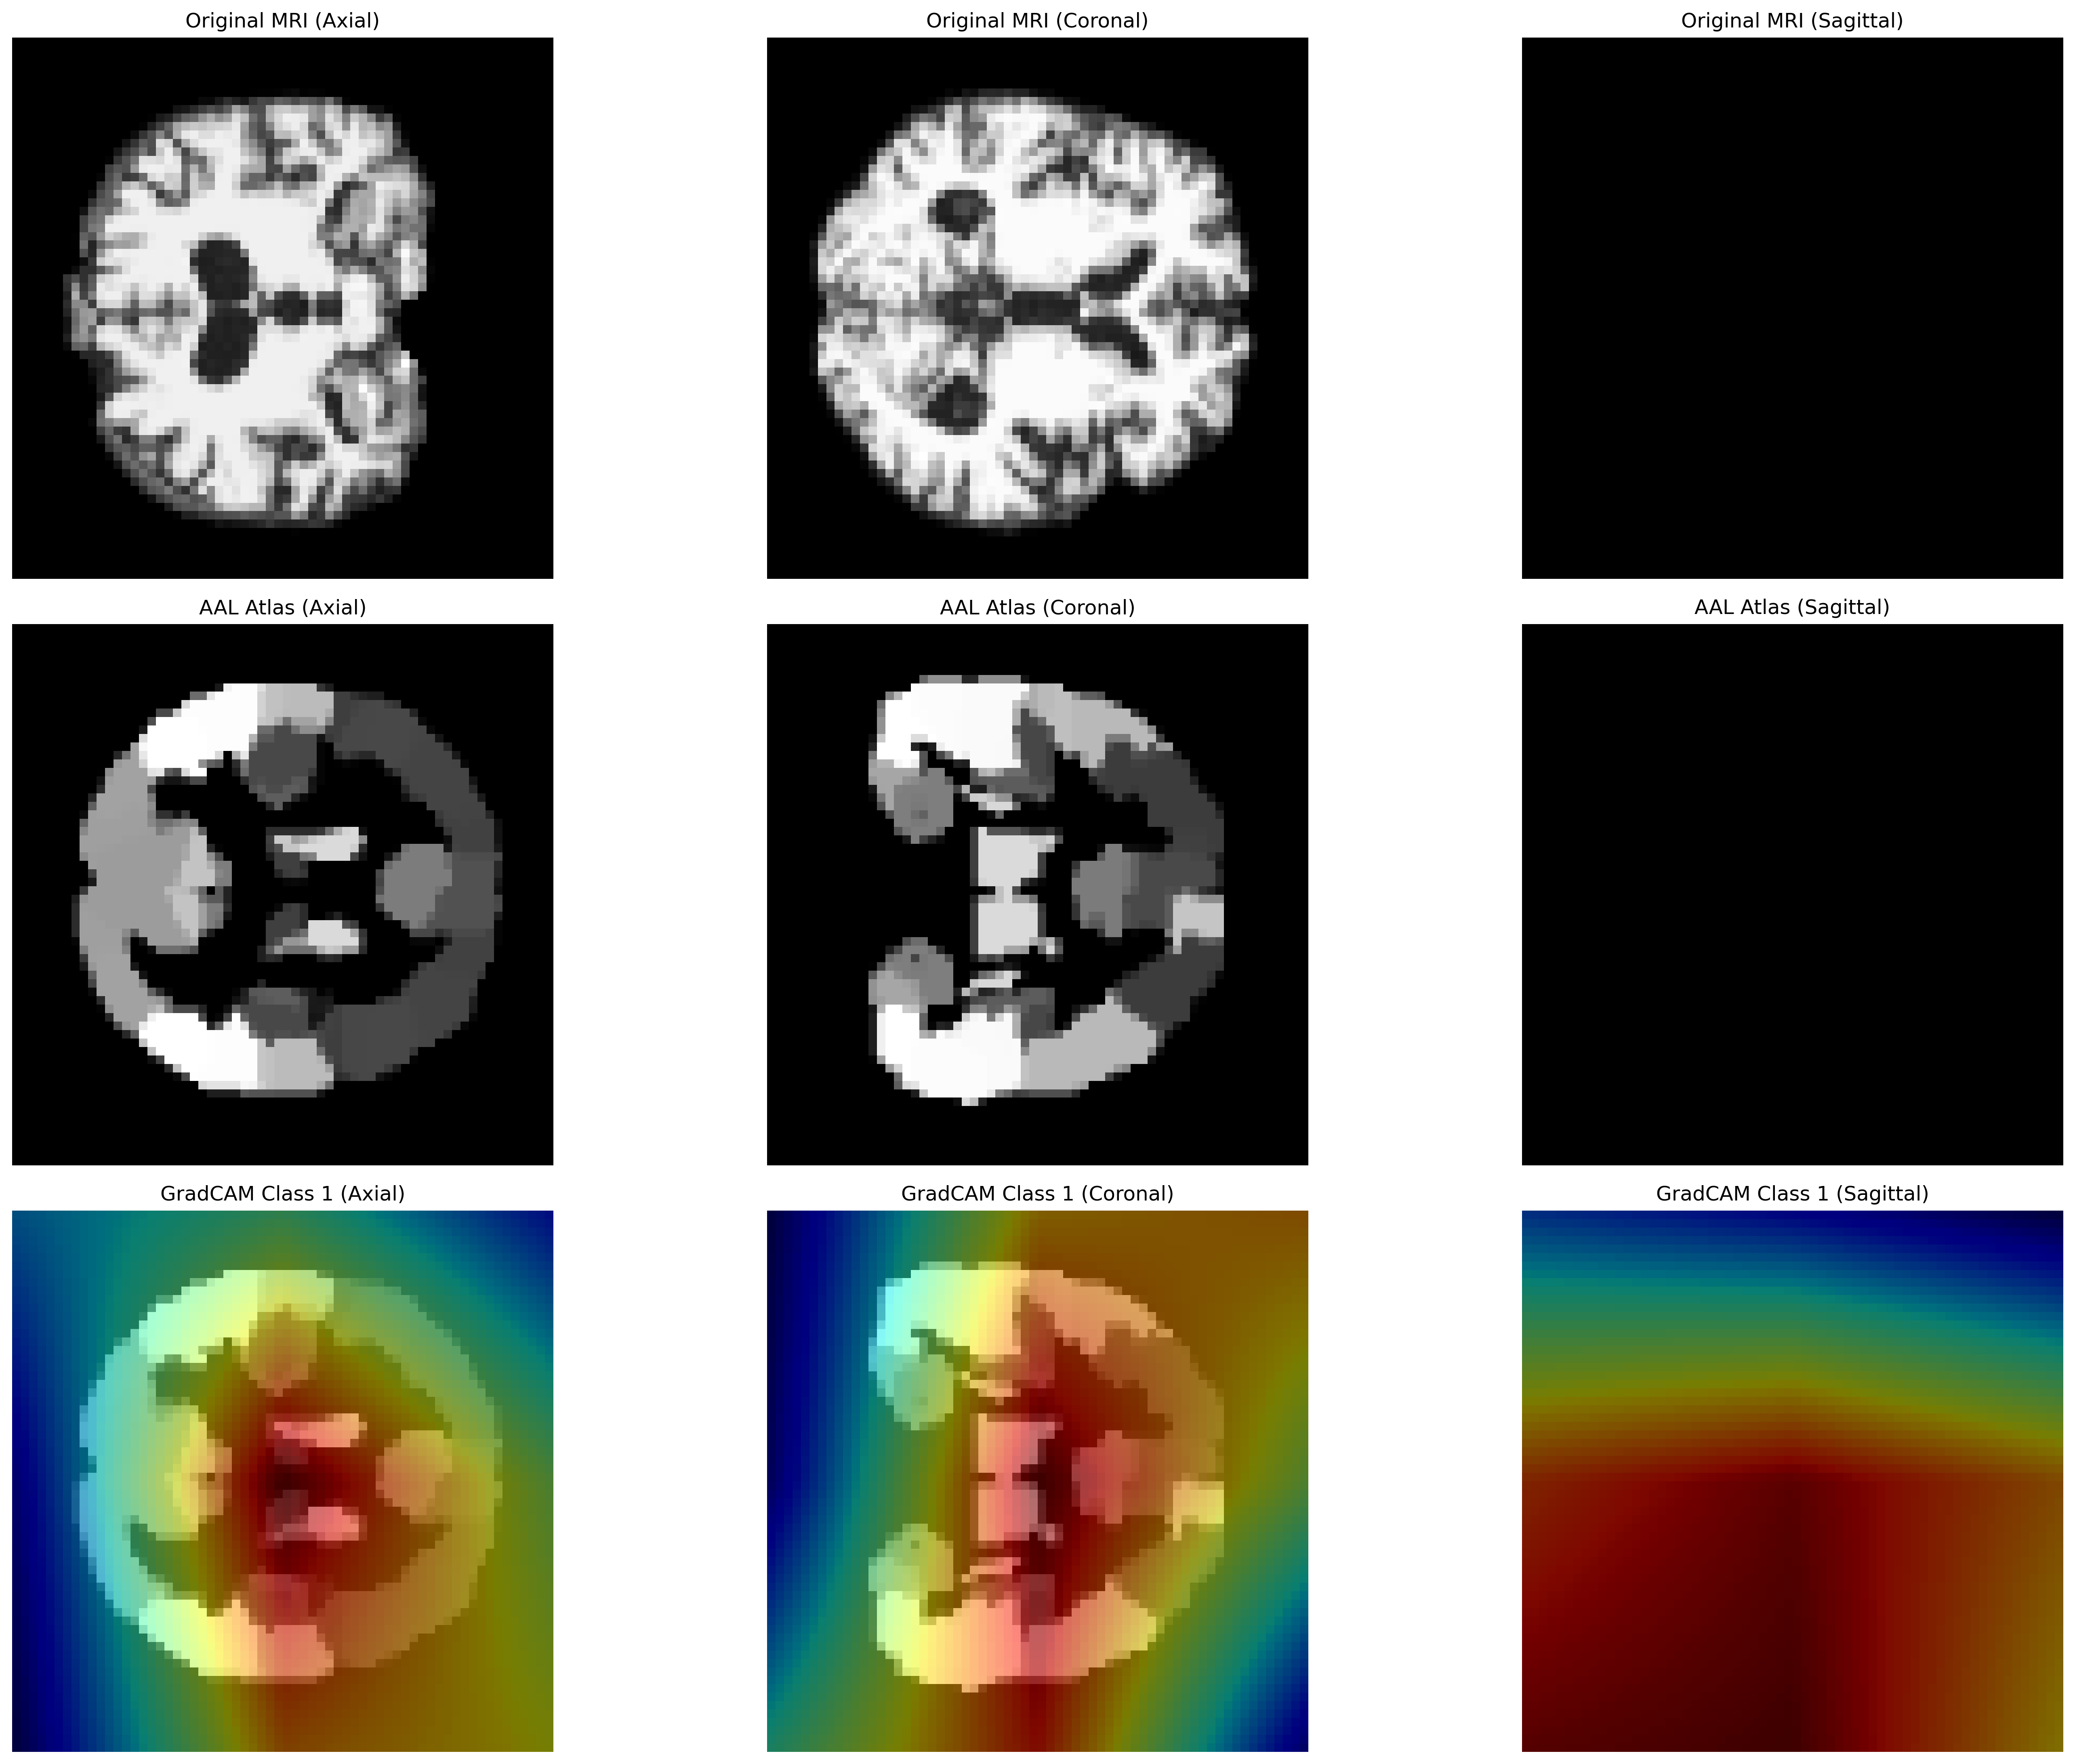 Original MRI (Axial)
Original MRI (Coronal)
Original MRI (Sagittal)
AAL Atlas (Axial)
AAL Atlas (Coronal)
AAL Atlas (Sagittal)
GradCAM Class 1 (Axial)
GradCAM Class 1 (Coronal)
GradCAM Class 1 (Sagittal)